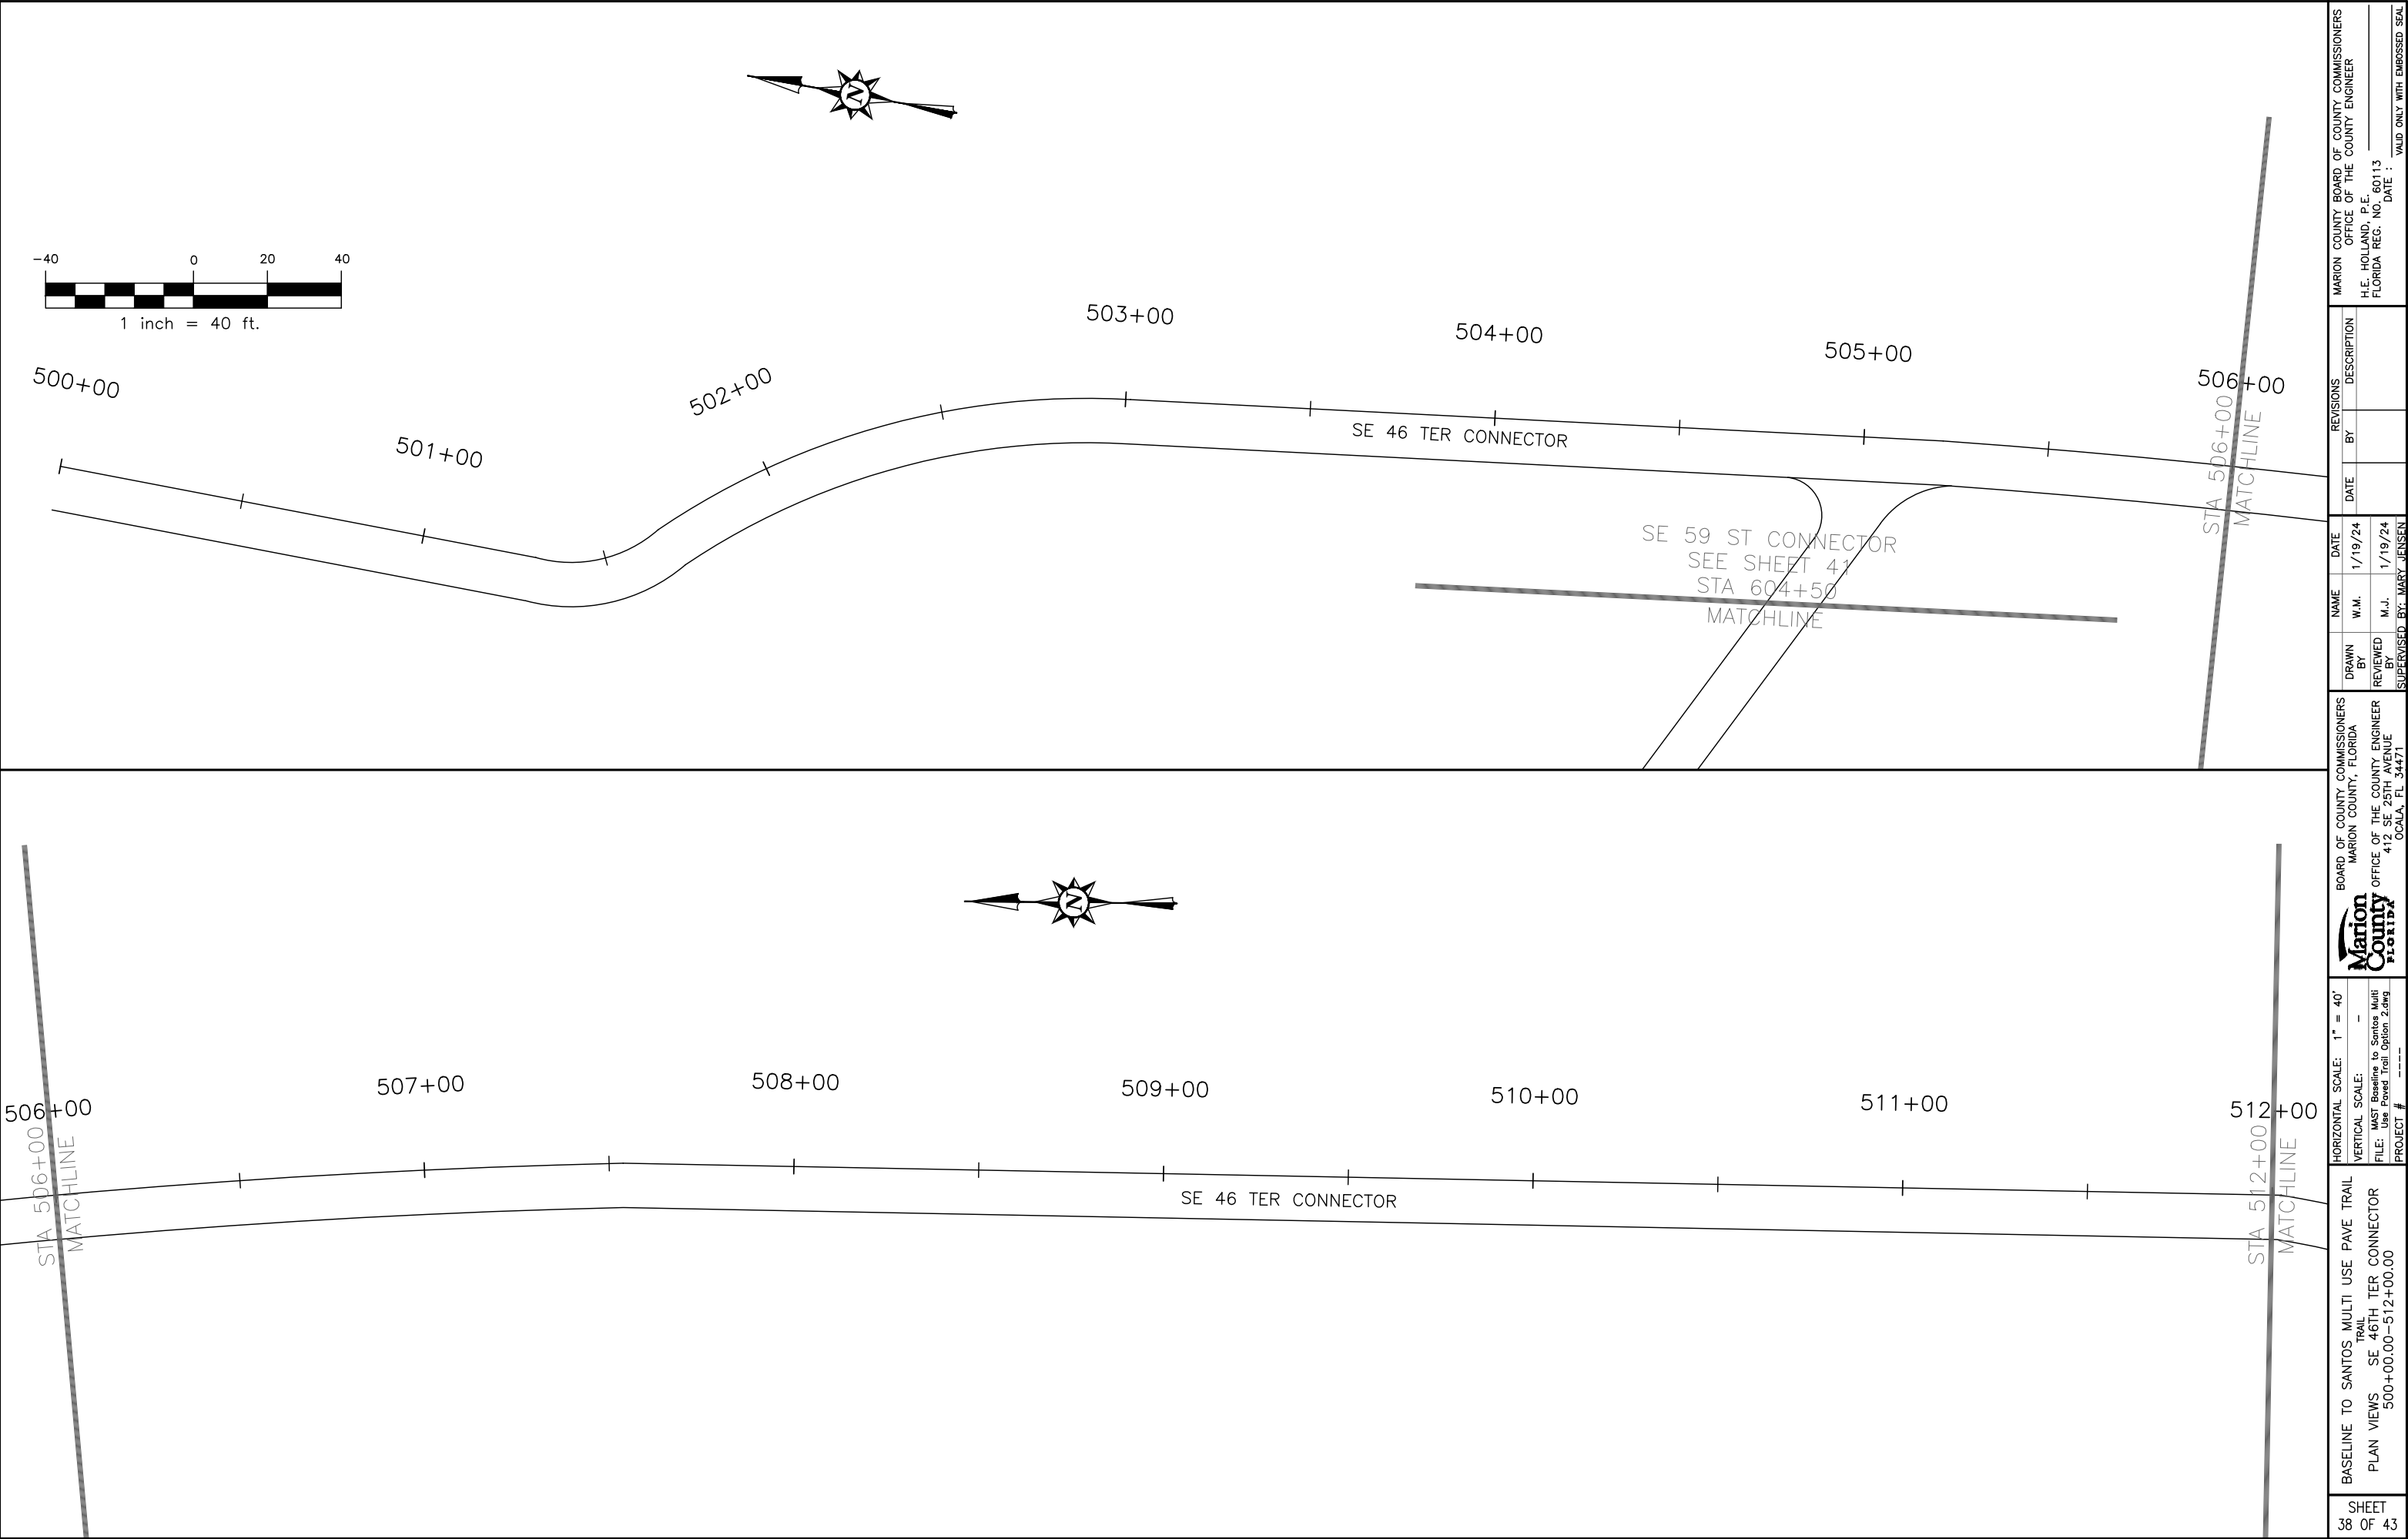 N
-40 0 20 40
1 inch = 40 ft.
500+00
501+00
502+00
503+00
504+00
505+00
506+00
SE 46 TER CONNECTOR
STA 506+00
MATCHLINE
SE 59 ST CONNECTOR
SEE SHEET 41
STA 604+50
MATCHLINE
N
506+00
507+00
508+00
509+00
510+00
511+00
512+00
STA 506+00
MATCHLINE
SE 46 TER CONNECTOR
STA 512+00
MATCHLINE
MARION COUNTY BOARD OF COUNTY COMMISSIONERS
OFFICE OF THE COUNTY ENGINEER
H.E. HOLLAND, P.E.
FLORIDA REG. NO. 60113
DATE :
VALID ONLY WITH EMBOSSED SEAL
REVISIONS
DATE BY DESCRIPTION
NAME DATE
DRAWN BY W.M. 1/19/24
REVIEWED BY M.J. 1/19/24
SUPERVISED BY: MARY JENSEN
BOARD OF COUNTY COMMISSIONERS
MARION COUNTY, FLORIDA
OFFICE OF THE COUNTY ENGINEER
412 SE 25TH AVENUE
OCALA, FL 34471
Marion
County
FLORIDA
HORIZONTAL SCALE: 1" = 40'
VERTICAL SCALE: -
FILE: MAST Baseline to Santos Multi
Use Paved Trail Option 2.dwg
PROJECT # ----
BASELINE TO SANTOS MULTI USE PAVE TRAIL
TRAIL
PLAN VIEWS SE 46TH TER CONNECTOR
500+00.00-512+00.00
SHEET
38 OF 43